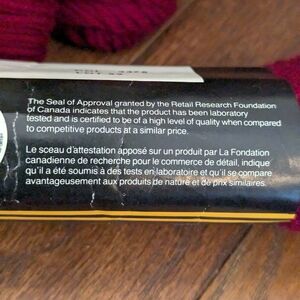 The Seal of Approval granted by the Retail Research Foundation
of Canada indicates that the product has been laboratory
tested and is certified to be of a high level of quality when compared
to competitive products at a similar price.
Le sceau d'attestation apposé sur un produit par La Fondation
canadienne de recherche pour le commerce de détail, indique
qu'il a été soumis à des tests en laboratoire et qu'il se compare
avantageusement aux produits de nature et de prix similaires.